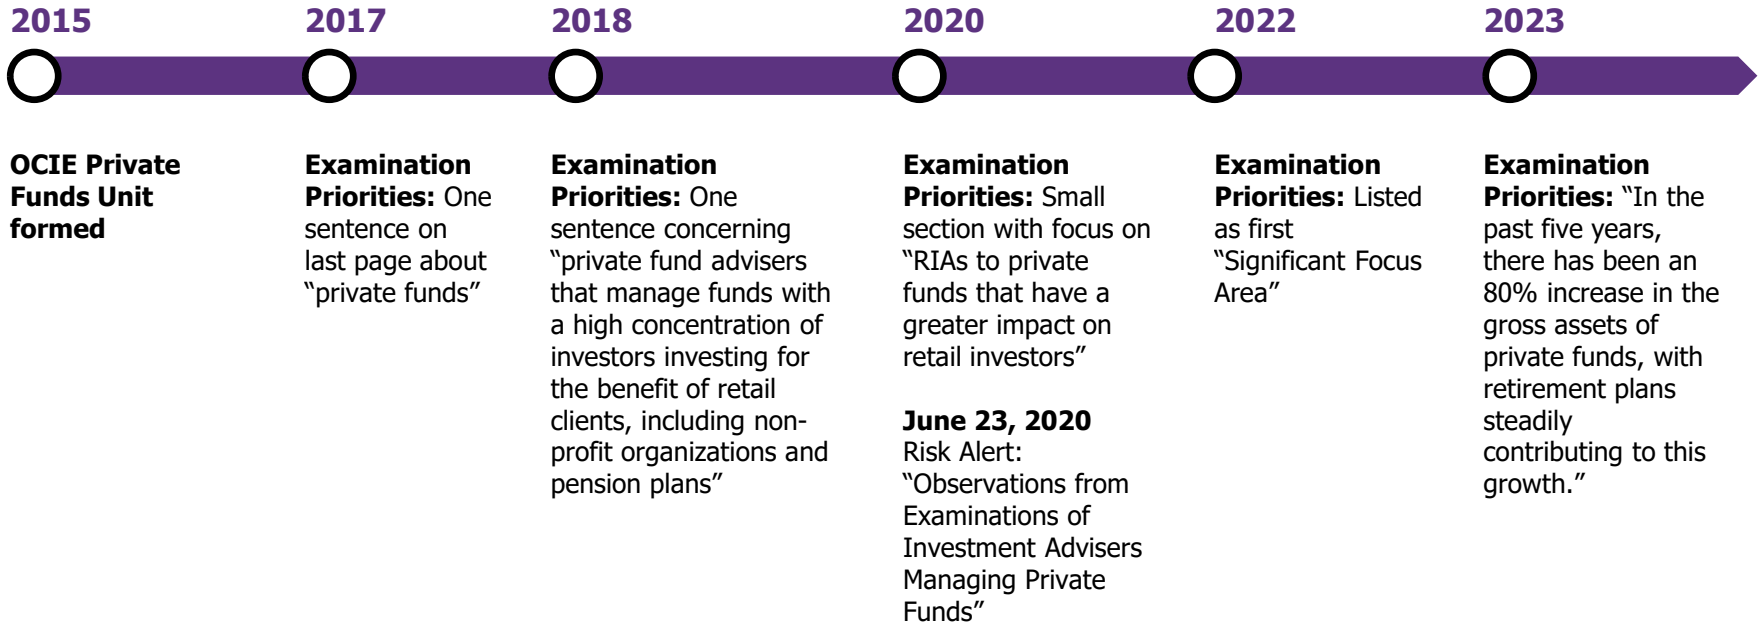 2015
OCIE Private
Funds Unit
formed
2017
Examination
Priorities: One
sentence on
last page about
“private funds”
2018
Examination
Priorities: One
sentence concerning
“private fund advisers
that manage funds with
a high concentration of
investors investing for
the benefit of retail
clients, including non-
profit organizations and
pension plans”
2020
Examination
Priorities: Small
section with focus on
“RIAs to private
funds that have a
greater impact on
retail investors”
June 23, 2020
Risk Alert:
“Observations from
Examinations of
Investment Advisers
Managing Private
Funds”
2022
Examination
Priorities: Listed
as first
“Significant Focus
Area”
2023
Examination
Priorities: “In the
past five years,
there has been an
80% increase in the
gross assets of
private funds, with
retirement plans
steadily
contributing to this
growth.”